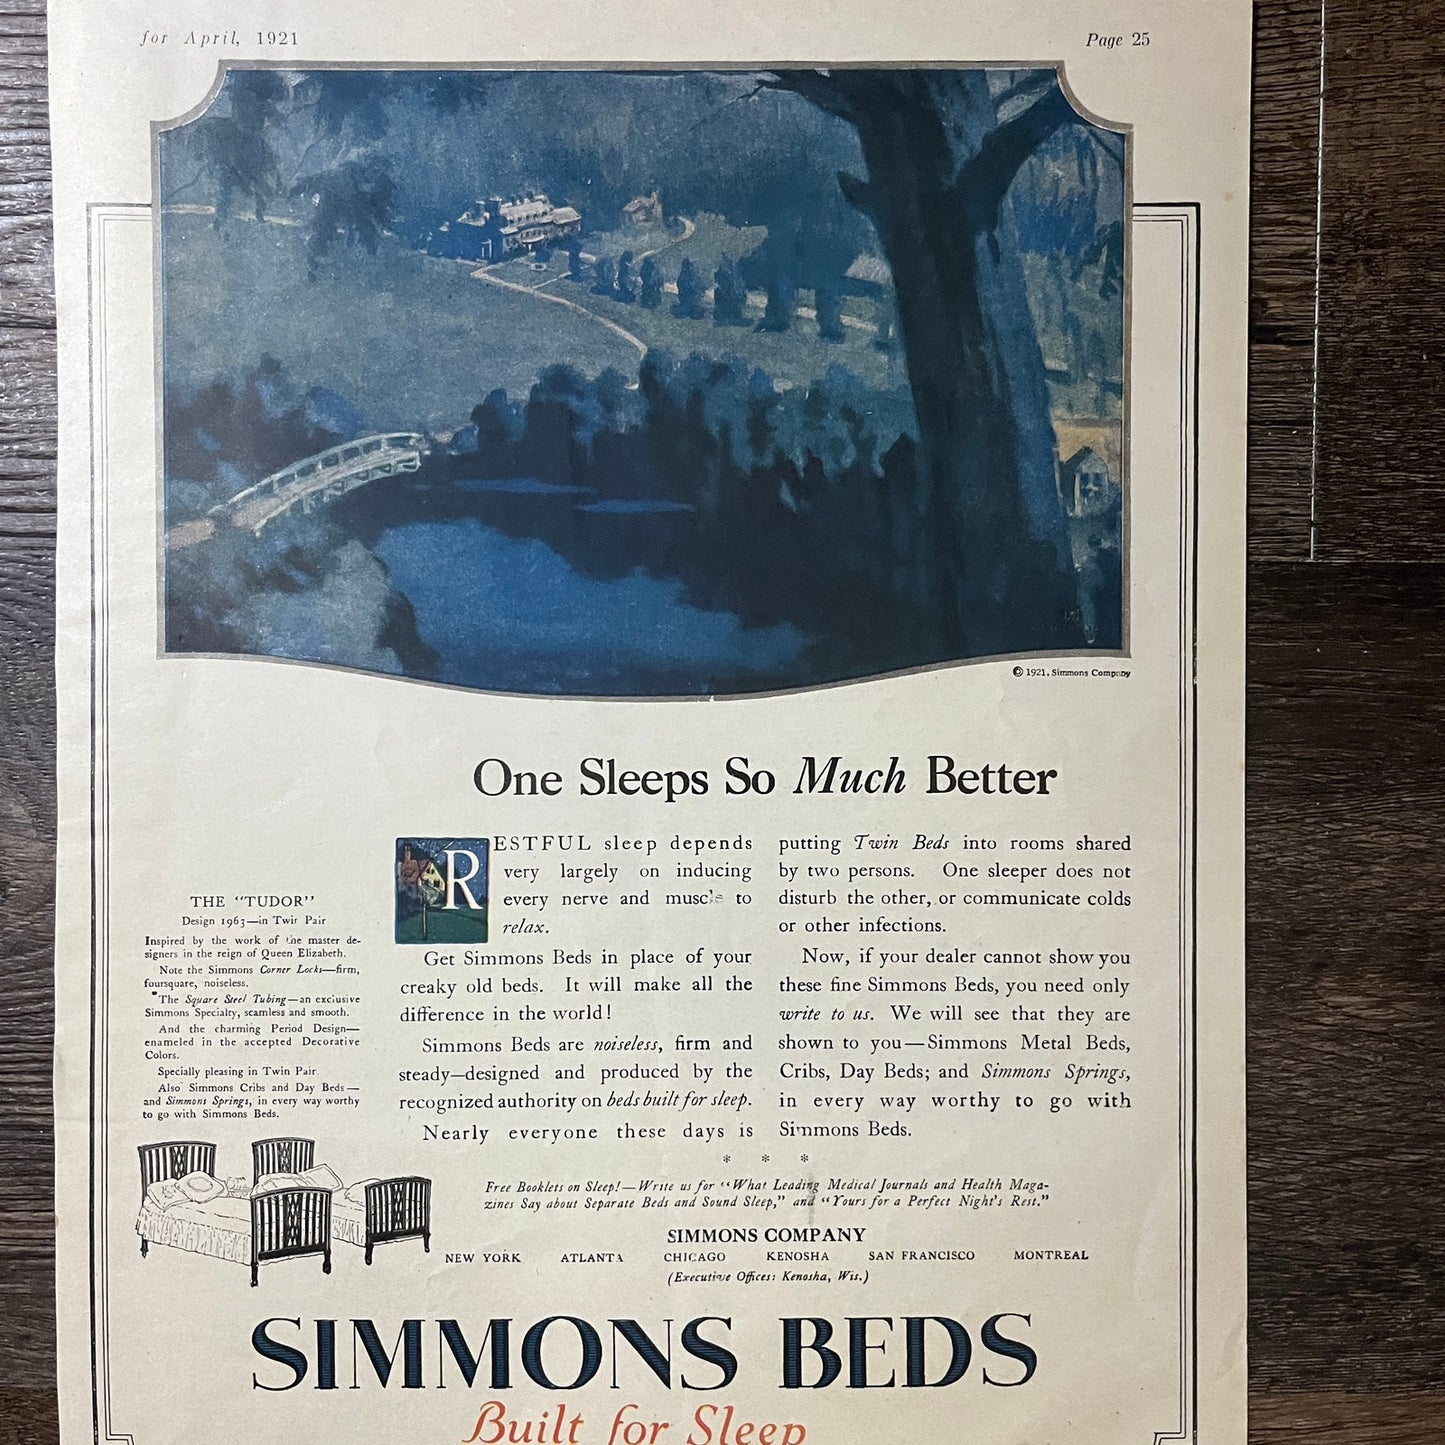 for April, 1921
Page 25
© 1921, Simmons Company
One Sleeps So Much Better
RESTFUL sleep depends
very largely on inducing
every nerve and muscle to
relax.
Get Simmons Beds in place of your
creaky old beds. It will make all the
difference in the world!
Simmons Beds are noiseless, firm and
steady—designed and produced by the
recognized authority on beds built for sleep.
Nearly everyone these days is
putting Twin Beds into rooms shared
by two persons. One sleeper does not
disturb the other, or communicate colds
or other infections.
Now, if your dealer cannot show you
these fine Simmons Beds, you need only
write to us. We will see that they are
shown to you—Simmons Metal Beds,
Cribs, Day Beds; and Simmons Springs,
in every way worthy to go with
Simmons Beds.
THE "TUDOR"
Design 1963—in Twin Pair
Inspired by the work of the master de-
signers in the reign of Queen Elizabeth.
Note the Simmons Corner Locks—firm,
foursquare, noiseless.
The Square Steel Tubing—an exclusive
Simmons Specialty, seamless and smooth.
And the charming Period Design—
enameled in the accepted Decorative
Colors.
Specially pleasing in Twin Pair.
Also Simmons Cribs and Day Beds—
and Simmons Springs, in every way worthy
to go with Simmons Beds.
* * *
Free Booklets on Sleep!—Write us for "What Leading Medical Journals and Health Maga-
zines Say about Separate Beds and Sound Sleep," and "Yours for a Perfect Night's Rest."
SIMMONS COMPANY
NEW YORK ATLANTA CHICAGO KENOSHA SAN FRANCISCO MONTREAL
(Executive Offices: Kenosha, Wis.)
SIMMONS BEDS
Built for Sleep